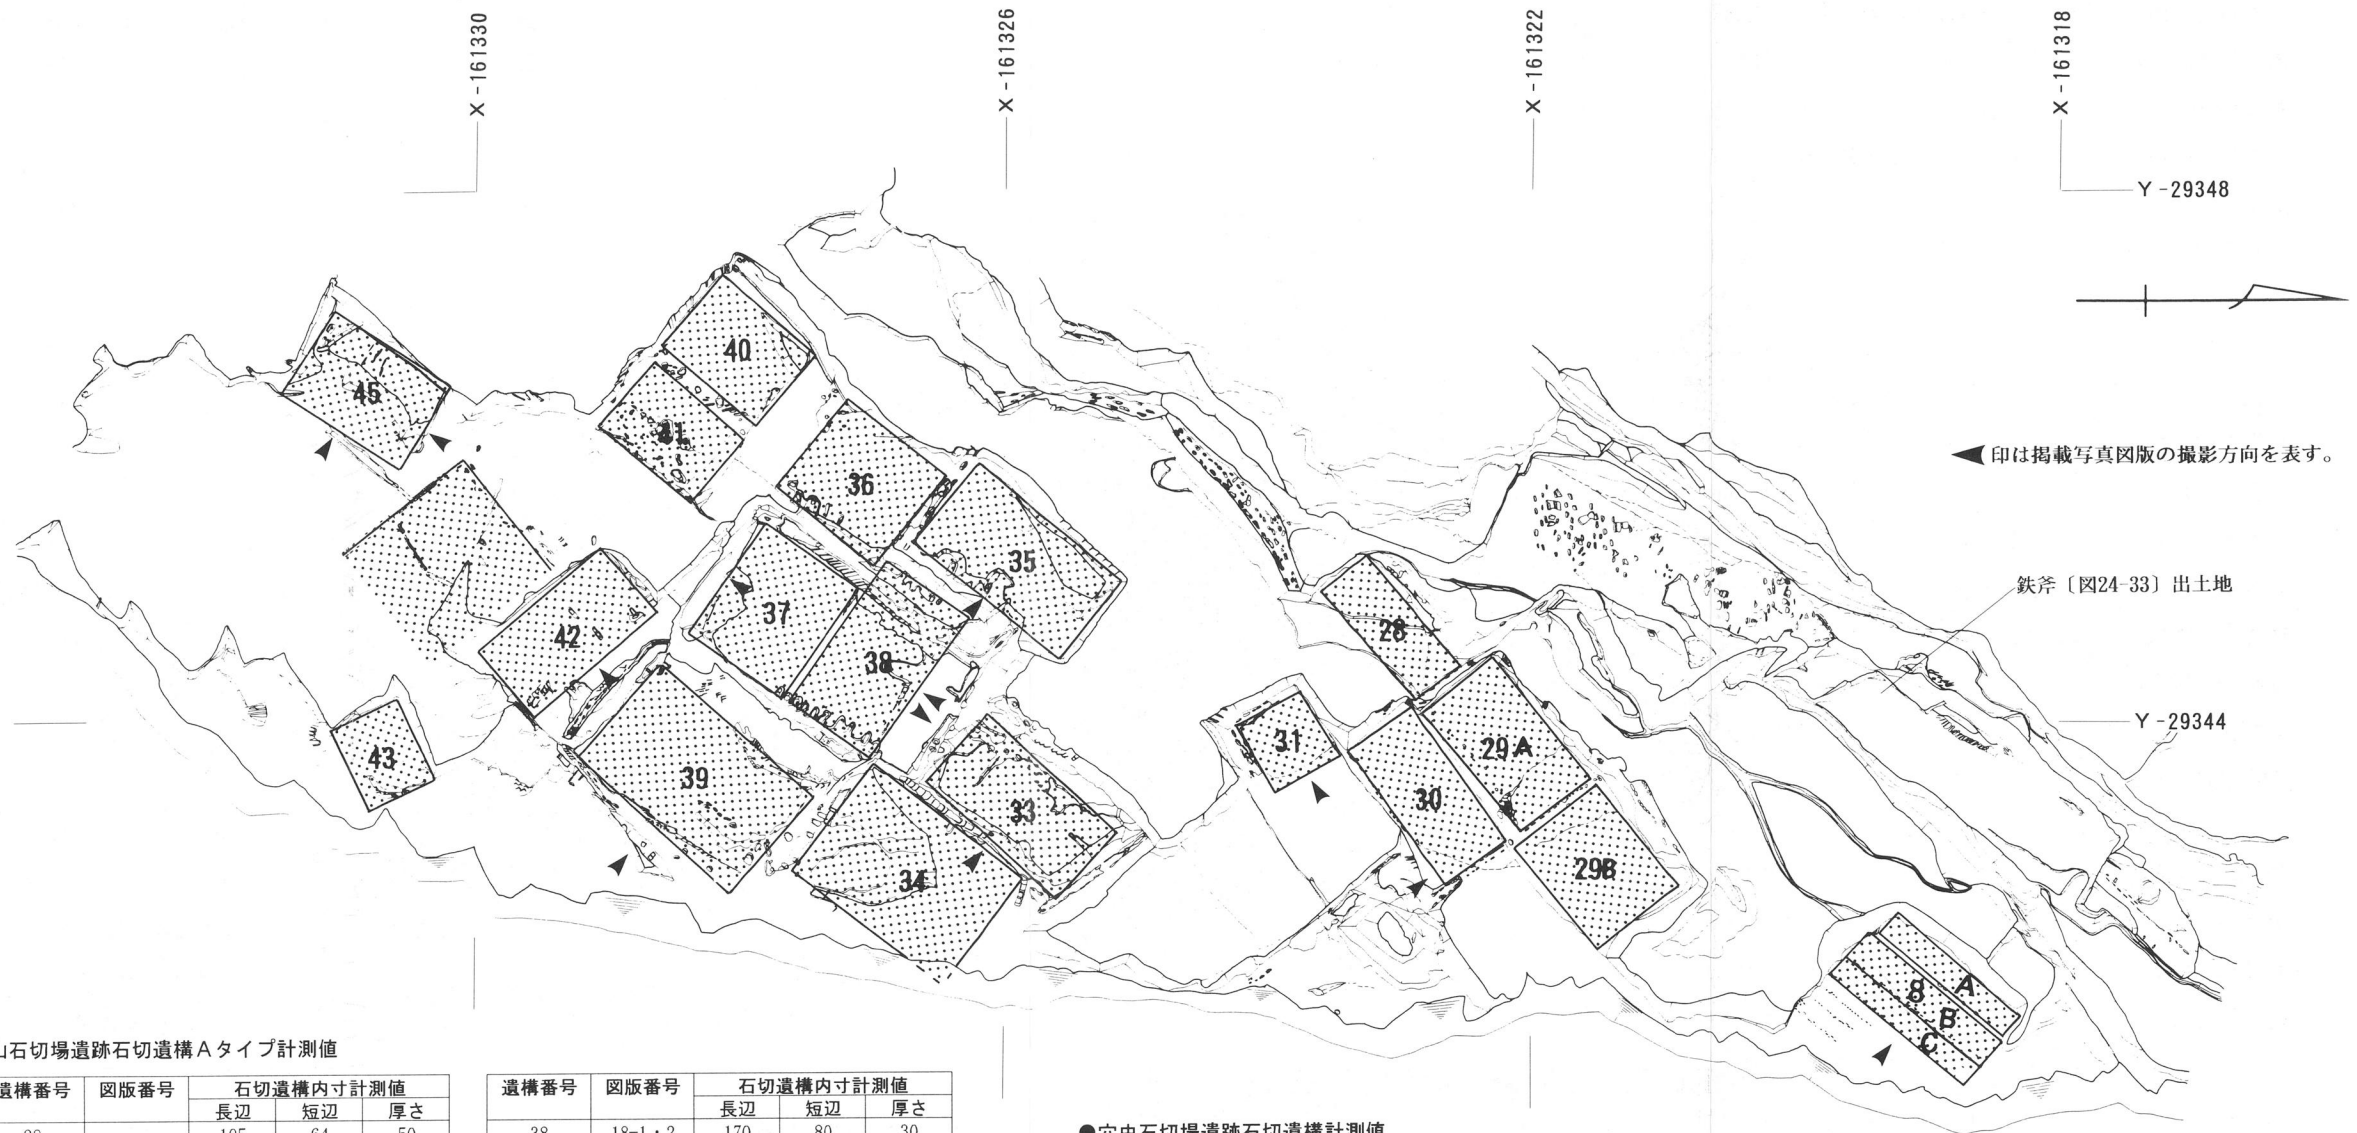 X -161330
X -161326
X -161322
X -161318
Y -29348
◀印は掲載写真図版の撮影方向を表す。
鉄斧〔図24-33〕出土地
Y -29344
40
45
41
36
35
37
42
28
38
31
29A
43
39
30
33
34
29B
8
A
B
C
山石切場遺跡石切遺構Aタイプ計測値
遺構番号 図版番号 石切遺構内寸計測値
長辺 短辺 厚さ
遺構番号 図版番号 石切遺構内寸計測値
長辺 短辺 厚さ
38 18-1・2 170 80 30
●穴虫石切場遺跡石切遺構計測値